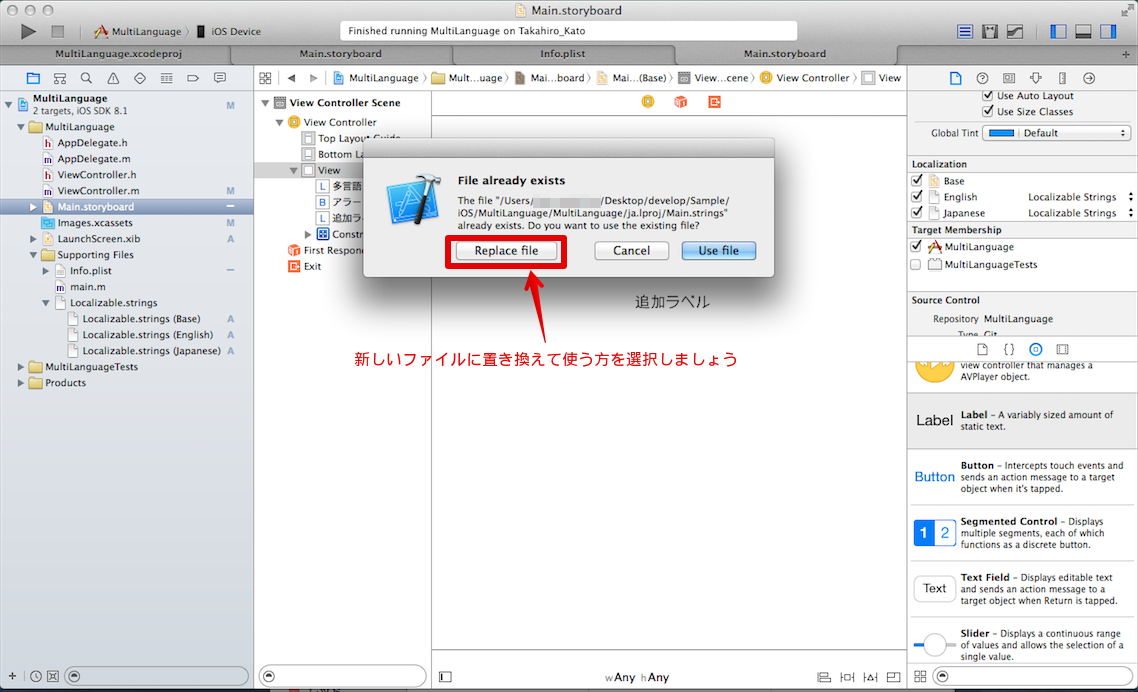 Main.storyboard
MultiLanguage
iOS Device
Finished running MultiLanguage on Takahiro_Kato
MultiLanguage.xcodeproj
Main.storyboard
Info.plist
Main.storyboard
MultiLanguage
Mult...uage
Mai...board
Mai...(Base)
View...cene
View Controller
View
MultiLanguage
M
2 targets, iOS SDK 8.1
MultiLanguage
h AppDelegate.h
m AppDelegate.m
h ViewController.h
m ViewController.m M
Main.storyboard
Images.xcassets M
LaunchScreen.xib A
Supporting Files
Info.plist
m main.m
Localizable.strings
Localizable.strings (Base) A
Localizable.strings (English) A
Localizable.strings (Japanese) A
MultiLanguageTests
Products
View Controller Scene
View Controller
Top Layout Guide
Bottom La
View
L 多言語
B アラー
L 追加ラ
Constr
First Respon
Exit
File already exists
The file "/Users/
/Desktop/develop/Sample/
iOS/MultiLanguage/MultiLanguage/ja.lproj/Main.strings"
already exists. Do you want to use the existing file?
Replace file
Cancel
Use file
追加ラベル
新しいファイルに置き換えて使う方を選択しましょう
wAny hAny
Use Auto Layout
Use Size Classes
Global Tint
Default
Localization
Base
English Localizable Strings
Japanese Localizable Strings
Target Membership
MultiLanguage
MultiLanguageTests
Source Control
Repository MultiLanguage
Type Git
view controller that manages a
AVPlayer object.
Label
Label – A variably sized amount of
static text.
Button
Button – Intercepts touch events and
sends an action message to a target
object when it's tapped.
1 2
Segmented Control – Displays
multiple segments, each of which
functions as a discrete button.
Text
Text Field – Displays editable text
and sends an action message to a
target object when Return is tapped.
Slider – Displays a continuous range
of values and allows the selection of a
single value.